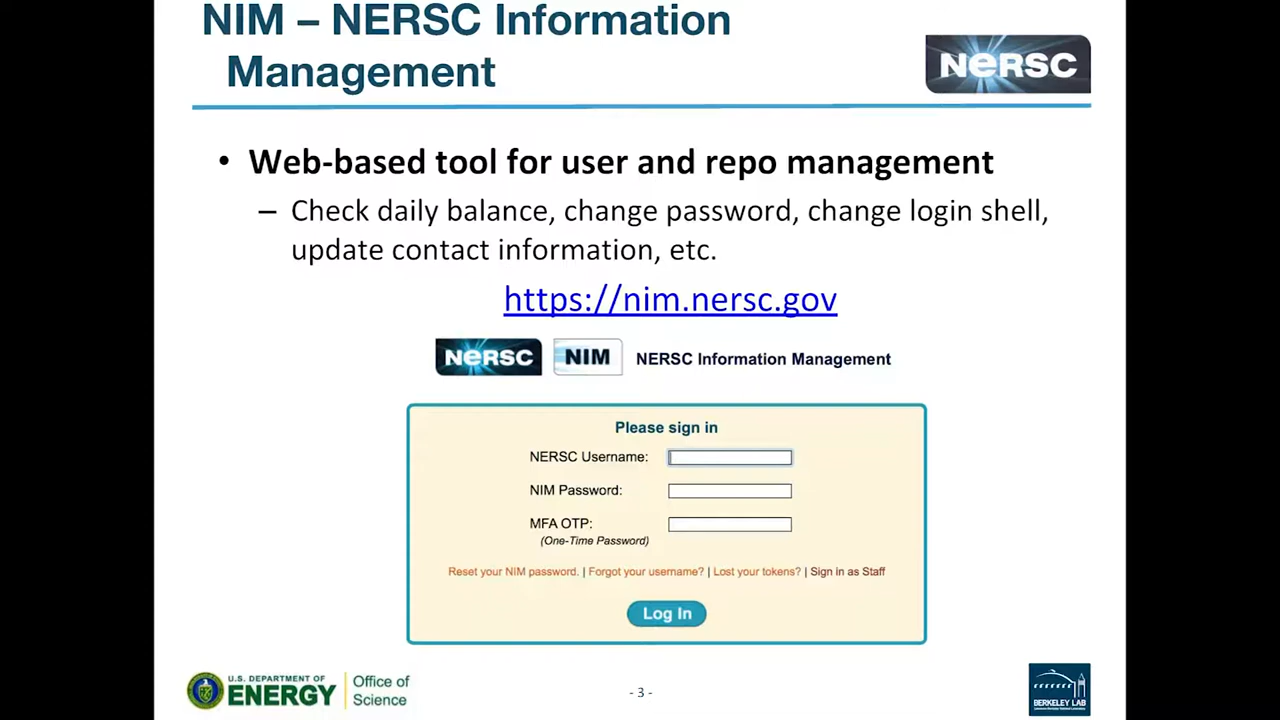 NIM – NERSC Information
Management
NERSC
• Web-based tool for user and repo management
– Check daily balance, change password, change login shell,
update contact information, etc.
https://nim.nersc.gov
NERSC NIM NERSC Information Management
Please sign in
NERSC Username:
NIM Password:
MFA OTP:
(One-Time Password)
Reset your NIM password. | Forgot your username? | Lost your tokens? | Sign in as Staff
Log In
U.S. DEPARTMENT OF
ENERGY
Office of
Science
- 3 -
BERKELEY LAB